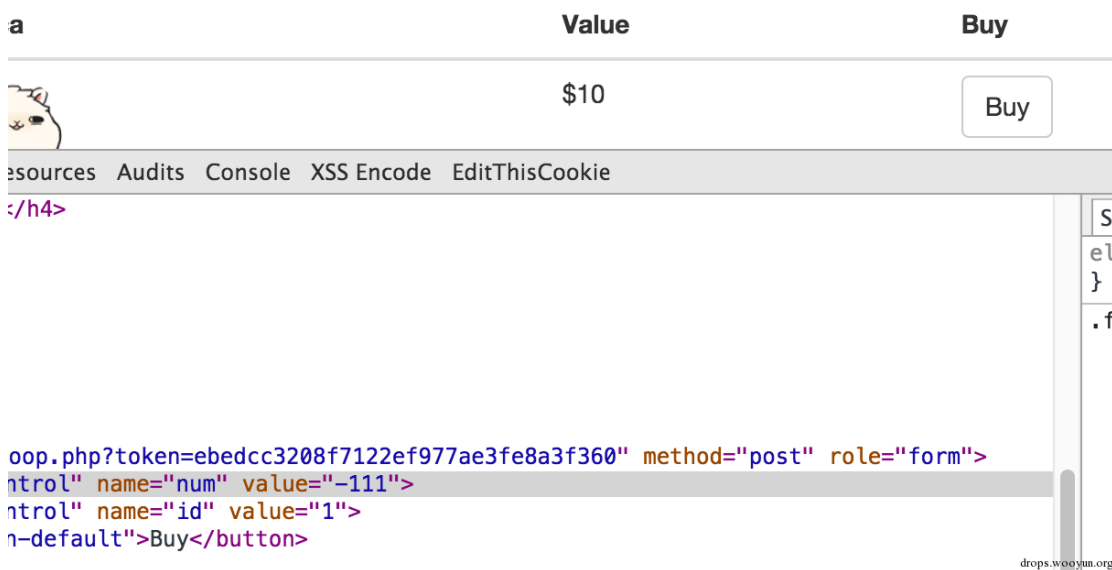 a Value Buy
$10 Buy
esources Audits Console XSS Encode EditThisCookie
</h4>
S
el
}
.f
oop.php?token=ebedcc3208f7122ef977ae3fe8a3f360" method="post" role="form">
ntrol" name="num" value="-111">
ntrol" name="id" value="1">
n-default">Buy</button>
drops.wooyun.org